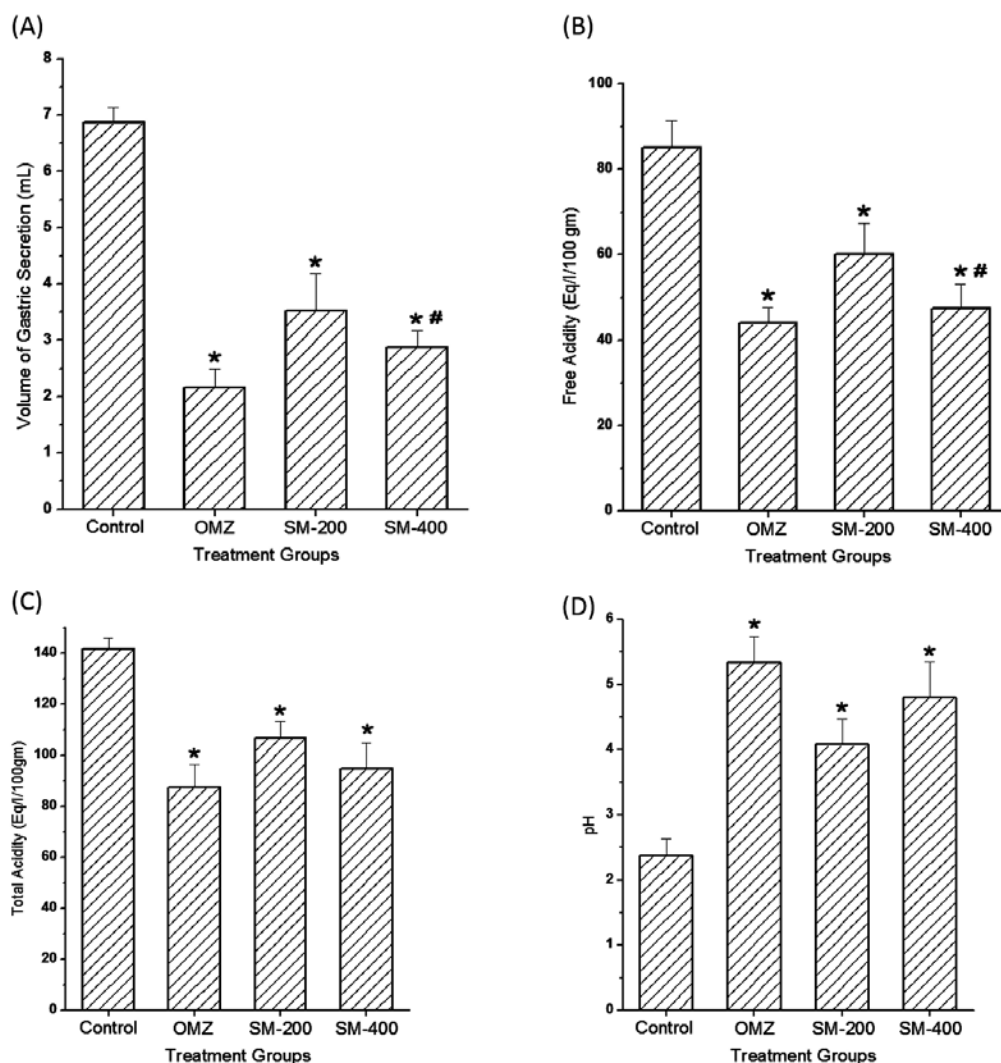 (A)
Volume of Gastric Secretion (mL)
8
7
6
5
4
3
2
1
0
*
*
* #
Control OMZ SM-200 SM-400
Treatment Groups
(B)
Free Acidity (Eq/l/100 gm)
100
80
60
40
20
0
*
*
* #
Control OMZ SM-200 SM-400
Treatment Groups
(C)
Total Acidity (Eq/l/100gm)
140
120
100
80
60
40
20
0
*
*
*
Control OMZ SM-200 SM-400
Treatment Groups
(D)
pH
6
5
4
3
2
1
0
*
*
*
Control OMZ SM-200 SM-400
Treatment Groups